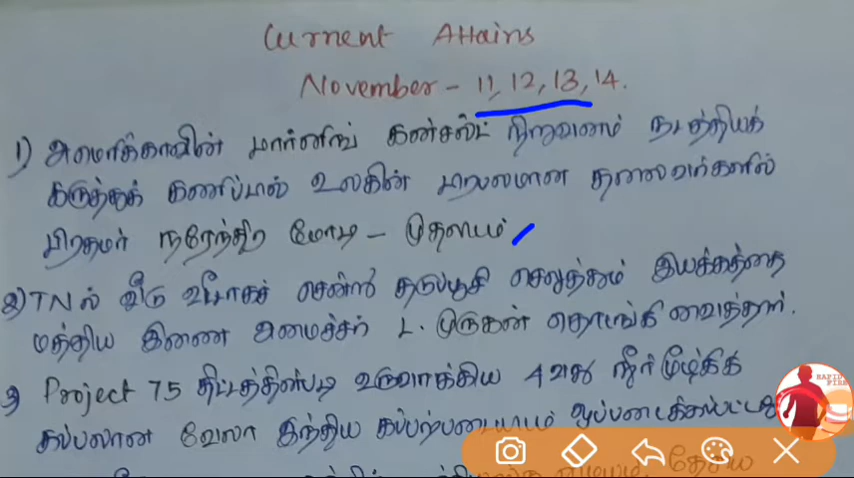 Current Affairs
November - 11, 12, 13, 14.
1) அமெரிக்காவின் மார்னிங் கன்சல்ட் நிறுவனம் நடத்திய
கருத்துக் கணிப்பில் உலகின் பிரபலமான தலைவர்களில்
பிரதமர் நரேந்திர மோடி - முதலிடம்
2) TN ல் வீடு வீடாகச் சென்று தடுப்பூசி செலுத்தும் இயக்கத்தை
மத்திய இணை அமைச்சர் L. முருகன் தொடங்கி வைத்தார்.
3) Project 75 திட்டத்தின்படி உருவாக்கிய 4வது நீர்மூழ்கிக்
கப்பலான வேலா இந்திய கப்பற்படையிடம் ஒப்படைக்கப்பட்டது
தேசிய